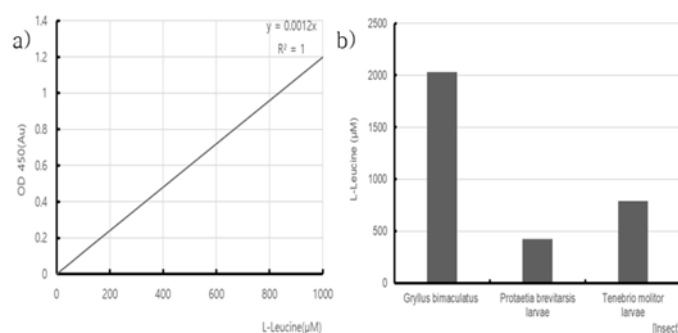 a)
y = 0.0012x
R² = 1
1.4
1.2
1
0.8
0.6
0.4
0.2
0
OD 450(Au)
0 200 400 600 800 1000
L-Leucine(μM)
b)
2500
2000
1500
1000
500
0
L-Leucine (μM)
Gryllus bimaculatus
Protaetia brevitarsis
larvae
Tenebrio molitor
larvae
[Insect